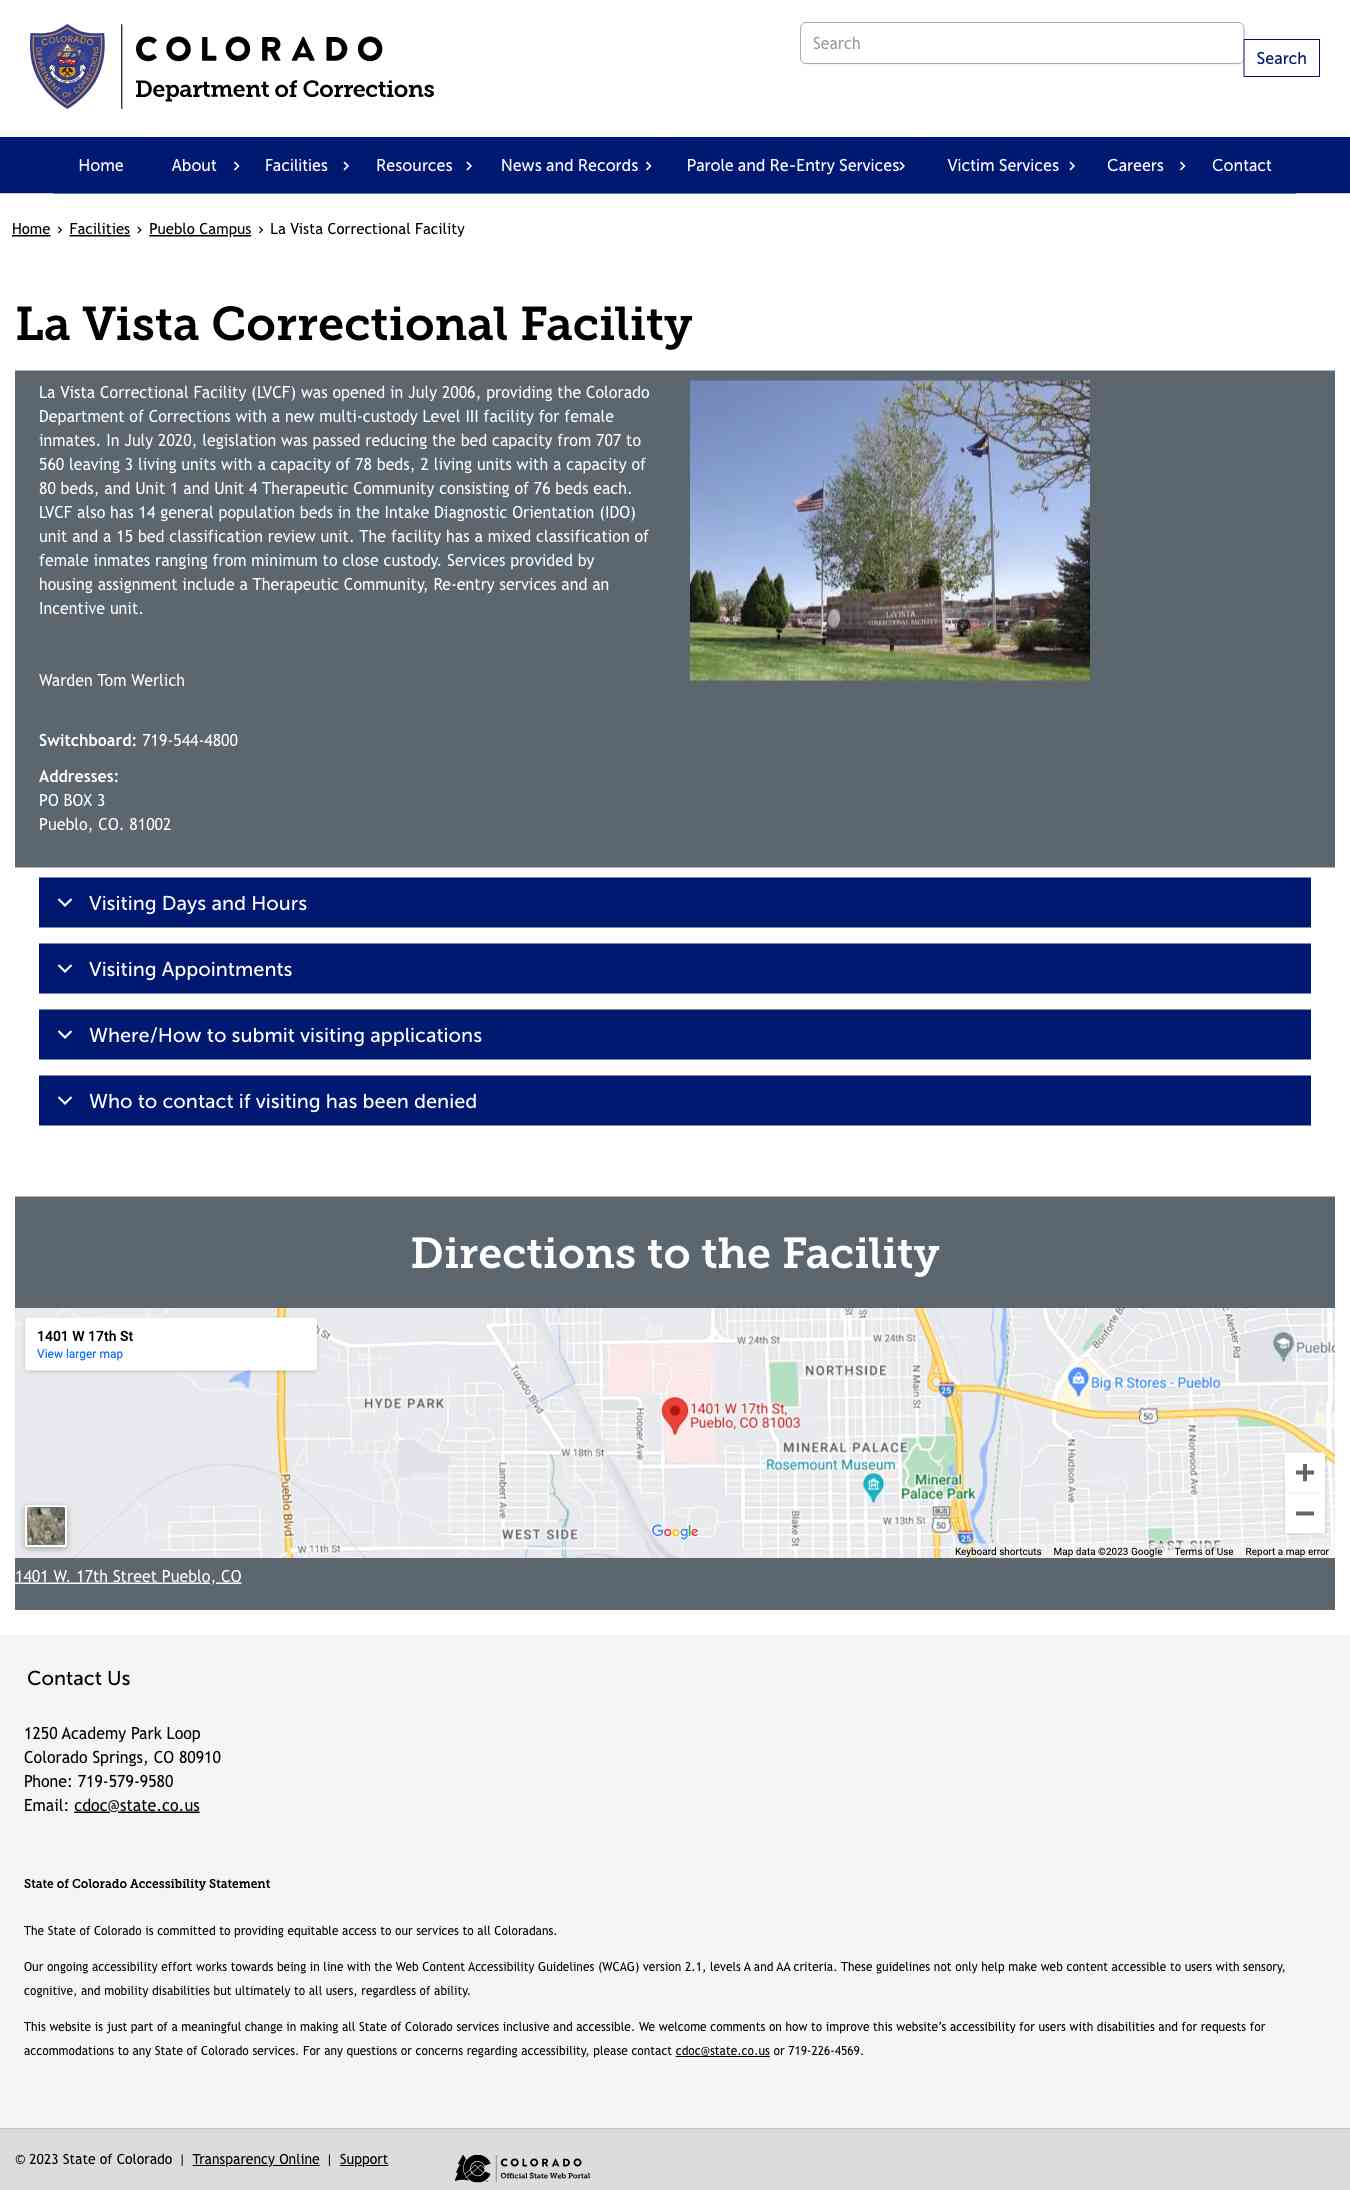 COLORADO
Department of Corrections
Search
Search
Home
About
Facilities
Resources
News and Records
Parole and Re-Entry Services
Victim Services
Careers
Contact
Home › Facilities › Pueblo Campus › La Vista Correctional Facility
La Vista Correctional Facility
La Vista Correctional Facility (LVCF) was opened in July 2006, providing the Colorado
Department of Corrections with a new multi-custody Level III facility for female
inmates. In July 2020, legislation was passed reducing the bed capacity from 707 to
560 leaving 3 living units with a capacity of 78 beds, 2 living units with a capacity of
80 beds, and Unit 1 and Unit 4 Therapeutic Community consisting of 76 beds each.
LVCF also has 14 general population beds in the Intake Diagnostic Orientation (IDO)
unit and a 15 bed classification review unit. The facility has a mixed classification of
female inmates ranging from minimum to close custody. Services provided by
housing assignment include a Therapeutic Community, Re-entry services and an
Incentive unit.
LA VISTA
CORRECTIONAL FACILITY
Warden Tom Werlich
Switchboard: 719-544-4800
Addresses:
PO BOX 3
Pueblo, CO. 81002
Visiting Days and Hours
Visiting Appointments
Where/How to submit visiting applications
Who to contact if visiting has been denied
Directions to the Facility
1401 W 17th St
View larger map
W 24th St
W 24th St
NORTHSIDE
N Main St
Bonforte B
Alester Rd
Pueblo
Big R Stores - Pueblo
25
50
HYDE PARK
Tuxedo Blvd
Hooper Ave
1401 W 17th St,
Pueblo, CO 81003
W 18th St
MINERAL PALACE
Rosemount Museum
Mineral
Palace Park
N Hudson Ave
N Norwood Ave
Lambert Ave
Pueblo Blvd
Blake St
W 13th St
BUS
50
25
WEST SIDE
W 11th St
EAST SIDE
Google
Keyboard shortcuts
Map data ©2023 Google
Terms of Use
Report a map error
1401 W. 17th Street Pueblo, CO
Contact Us
1250 Academy Park Loop
Colorado Springs, CO 80910
Phone: 719-579-9580
Email: cdoc@state.co.us
State of Colorado Accessibility Statement
The State of Colorado is committed to providing equitable access to our services to all Coloradans.
Our ongoing accessibility effort works towards being in line with the Web Content Accessibility Guidelines (WCAG) version 2.1, levels A and AA criteria. These guidelines not only help make web content accessible to users with sensory,
cognitive, and mobility disabilities but ultimately to all users, regardless of ability.
This website is just part of a meaningful change in making all State of Colorado services inclusive and accessible. We welcome comments on how to improve this website's accessibility for users with disabilities and for requests for
accommodations to any State of Colorado services. For any questions or concerns regarding accessibility, please contact cdoc@state.co.us or 719-226-4569.
© 2023 State of Colorado | Transparency Online | Support
COLORADO
Official State Web Portal